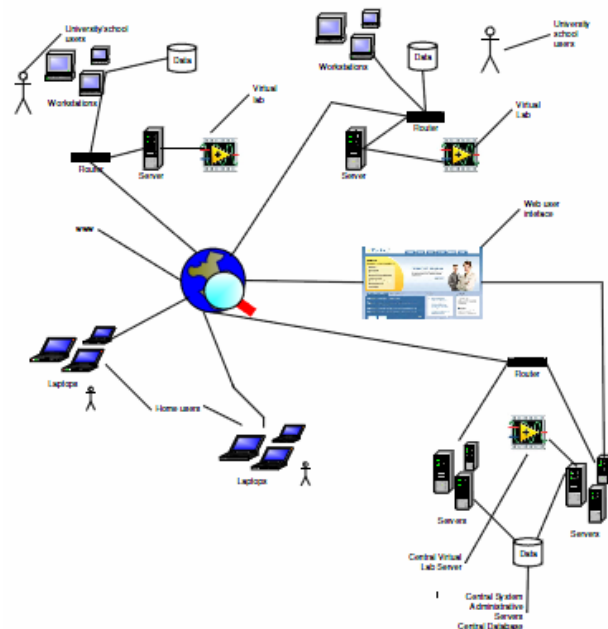 University/school
users
Workstations
Data
Virtual
lab
Router
Server
Workstations
Data
University
school
users
Router
Virtual
Lab
Server
www
Web user
inteface
Laptops
Home users
Laptops
Router
Servers
Servers
Data
Central Virtual
Lab Server
Central System
Administrative
Servers
Central Database